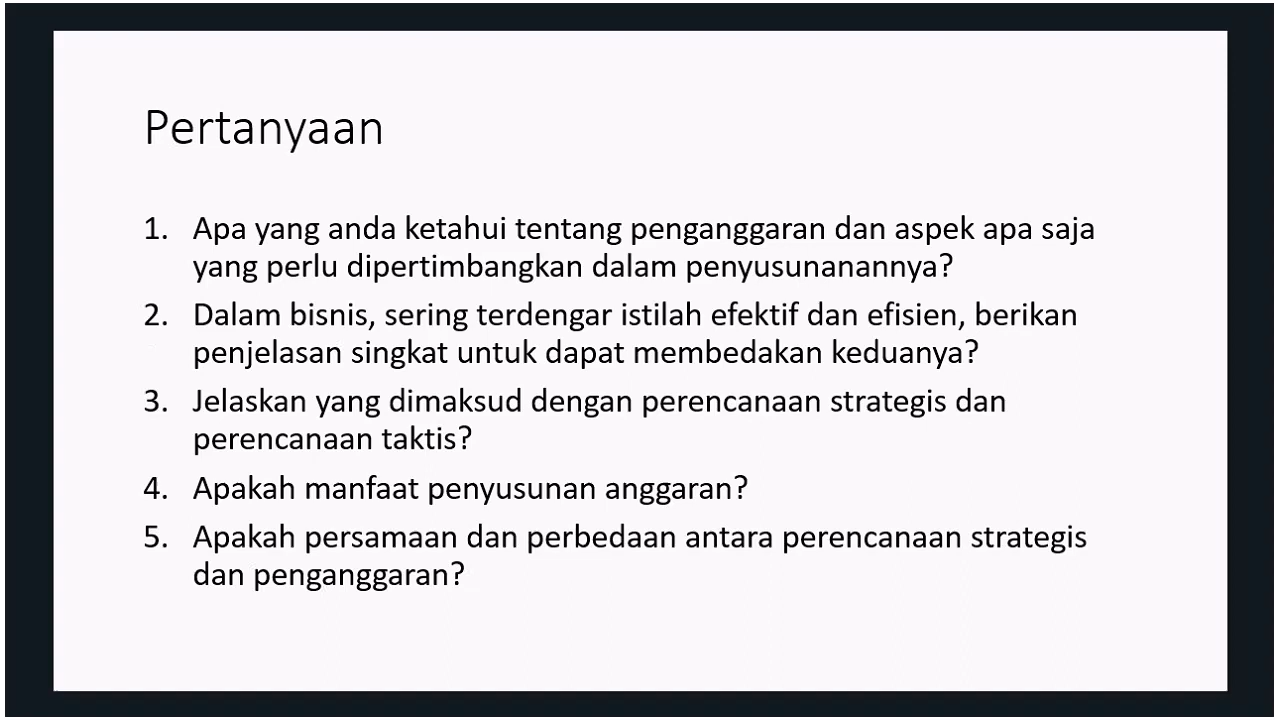 Pertanyaan
1. Apa yang anda ketahui tentang penganggaran dan aspek apa saja
yang perlu dipertimbangkan dalam penyusunanannya?
2. Dalam bisnis, sering terdengar istilah efektif dan efisien, berikan
penjelasan singkat untuk dapat membedakan keduanya?
3. Jelaskan yang dimaksud dengan perencanaan strategis dan
perencanaan taktis?
4. Apakah manfaat penyusunan anggaran?
5. Apakah persamaan dan perbedaan antara perencanaan strategis
dan penganggaran?